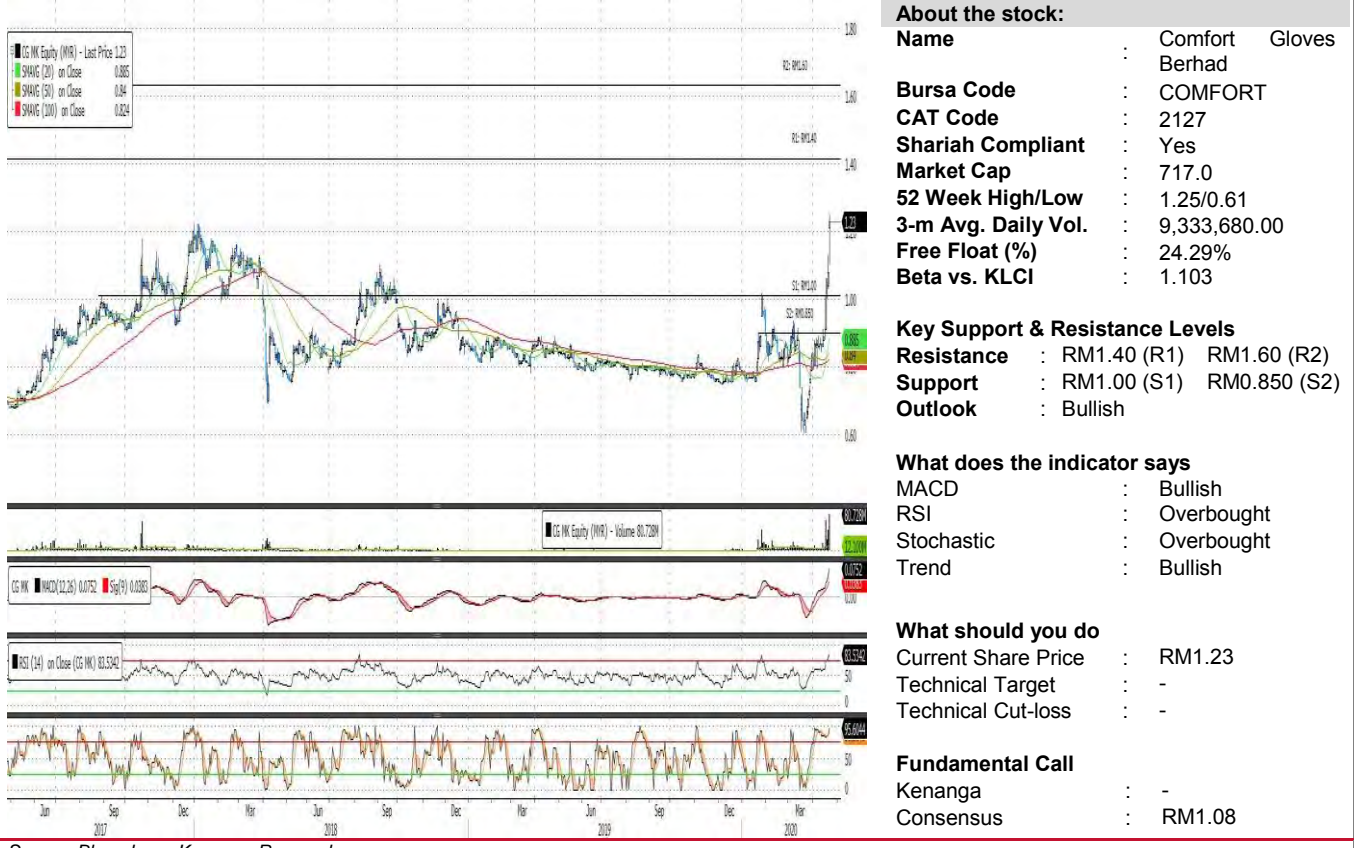 CG MK Equity (MYR) - Last Price 1.23
SMAVG (20) on Close 0.885
SMAVG (50) on Close 0.84
SMAVG (100) on Close 0.824
R2: RM1.60
R1: RM1.40
S1: RM1.00
S2: RM0.850
1.80
1.60
1.40
1.23
1.00
0.885
0.60
CG MK Equity (MYR) - Volume 80.728M
80.728M
CG MK MACD(12,26) 0.0752 Sig(9) 0.0383
0.0752
0.00
RSI (14) on Close (CG MK) 83.5342
83.5342
50
0
95.6044
50
0
Jun Sep Dec Mar Jun Sep Dec Mar Jun Sep Dec Mar
2017 2018 2019 2020
About the stock:
Name : Comfort Gloves
Berhad
Bursa Code : COMFORT
CAT Code : 2127
Shariah Compliant : Yes
Market Cap : 717.0
52 Week High/Low : 1.25/0.61
3-m Avg. Daily Vol. : 9,333,680.00
Free Float (%) : 24.29%
Beta vs. KLCI : 1.103
Key Support & Resistance Levels
Resistance : RM1.40 (R1) RM1.60 (R2)
Support : RM1.00 (S1) RM0.850 (S2)
Outlook : Bullish
What does the indicator says
MACD : Bullish
RSI : Overbought
Stochastic : Overbought
Trend : Bullish
What should you do
Current Share Price : RM1.23
Technical Target : -
Technical Cut-loss : -
Fundamental Call
Kenanga : -
Consensus : RM1.08